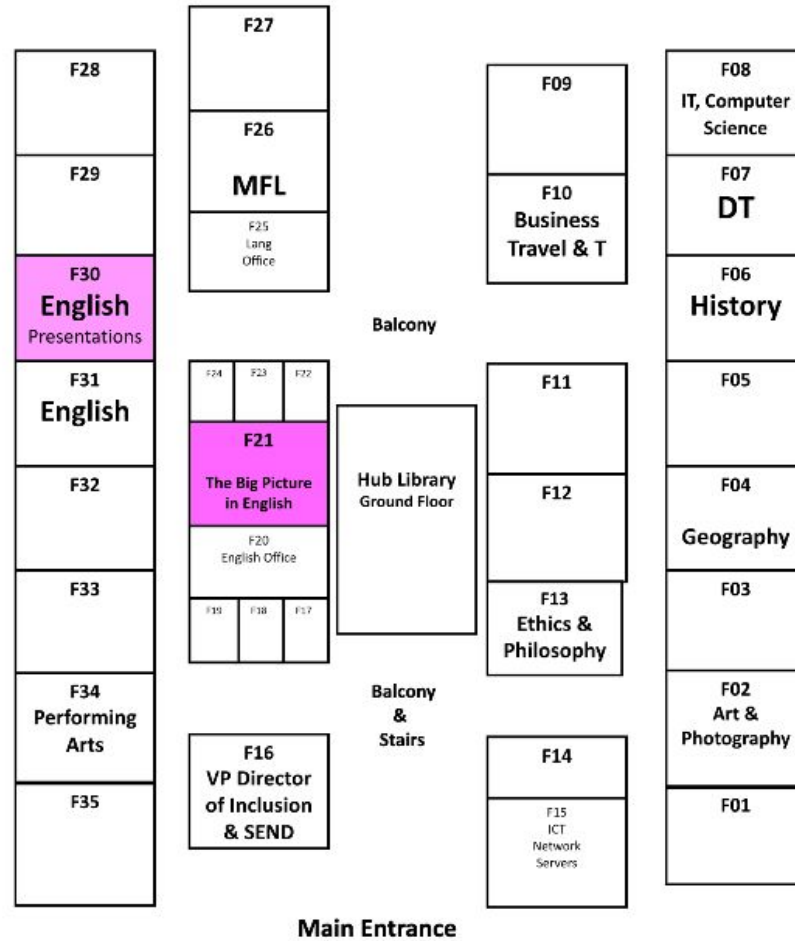 F28
F29
F30
English
Presentations
F31
English
F32
F33
F34
Performing
Arts
F35
F27
F26
MFL
F25
Lang
Office
F24
F23
F22
F21
The Big Picture
in English
F20
English Office
F19
F18
F17
F16
VP Director
of Inclusion
& SEND
Balcony
Hub Library
Ground Floor
Balcony
&
Stairs
F09
F10
Business
Travel & T
F11
F12
F13
Ethics &
Philosophy
F14
F15
ICT
Network
Servers
F08
IT, Computer
Science
F07
DT
F06
History
F05
F04
Geography
F03
F02
Art &
Photography
F01
Main Entrance